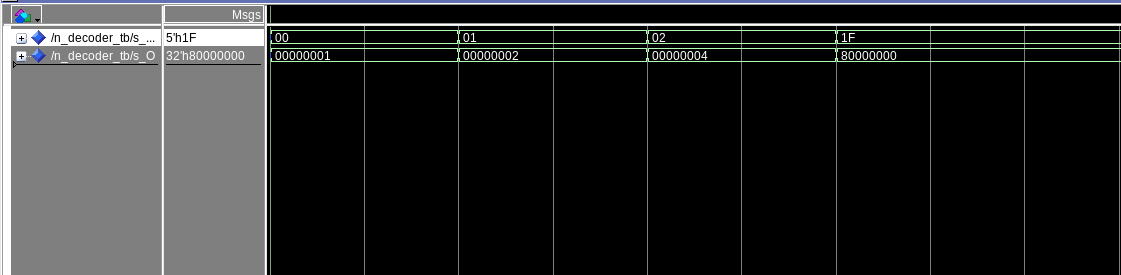 Msgs
/n_decoder_tb/s_... 5'h1F 00 01 02 1F
/n_decoder_tb/s_O 32'h80000000 00000001 00000002 00000004 80000000